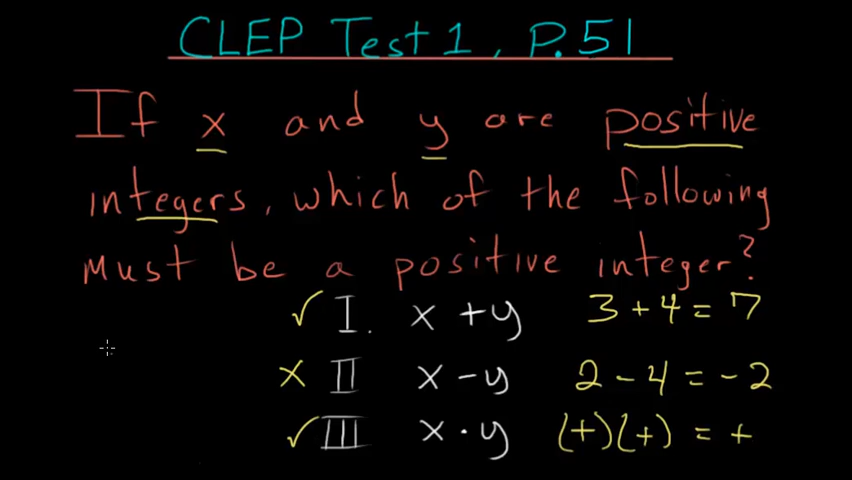 CLEP Test 1, P.51
If x and y are positive
integers, which of the following
must be a positive integer?
✓ I. x + y 3 + 4 = 7
x II x - y 2 - 4 = -2
✓ III x · y (+)(+) = +